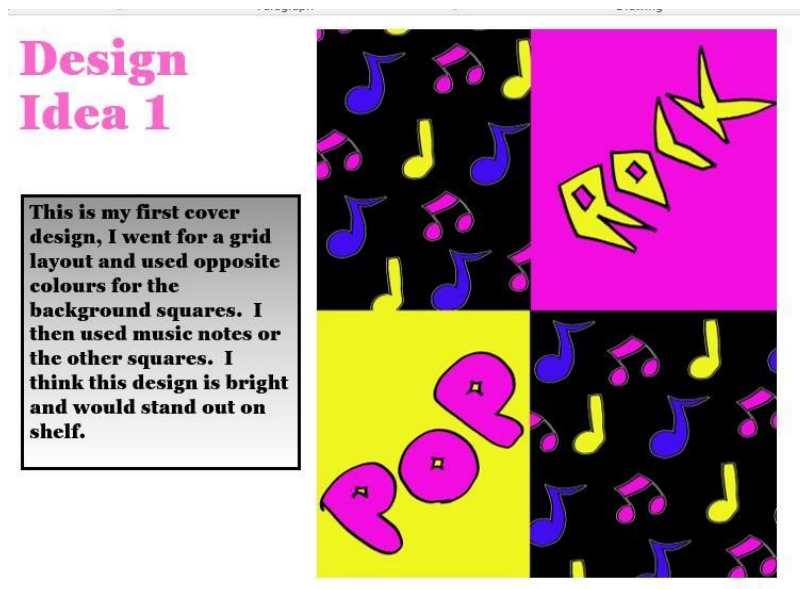 Design
Idea 1
This is my first cover
design, I went for a grid
layout and used opposite
colours for the
background squares. I
then used music notes or
the other squares. I
think this design is bright
and would stand out on
shelf.
ROCK
POP